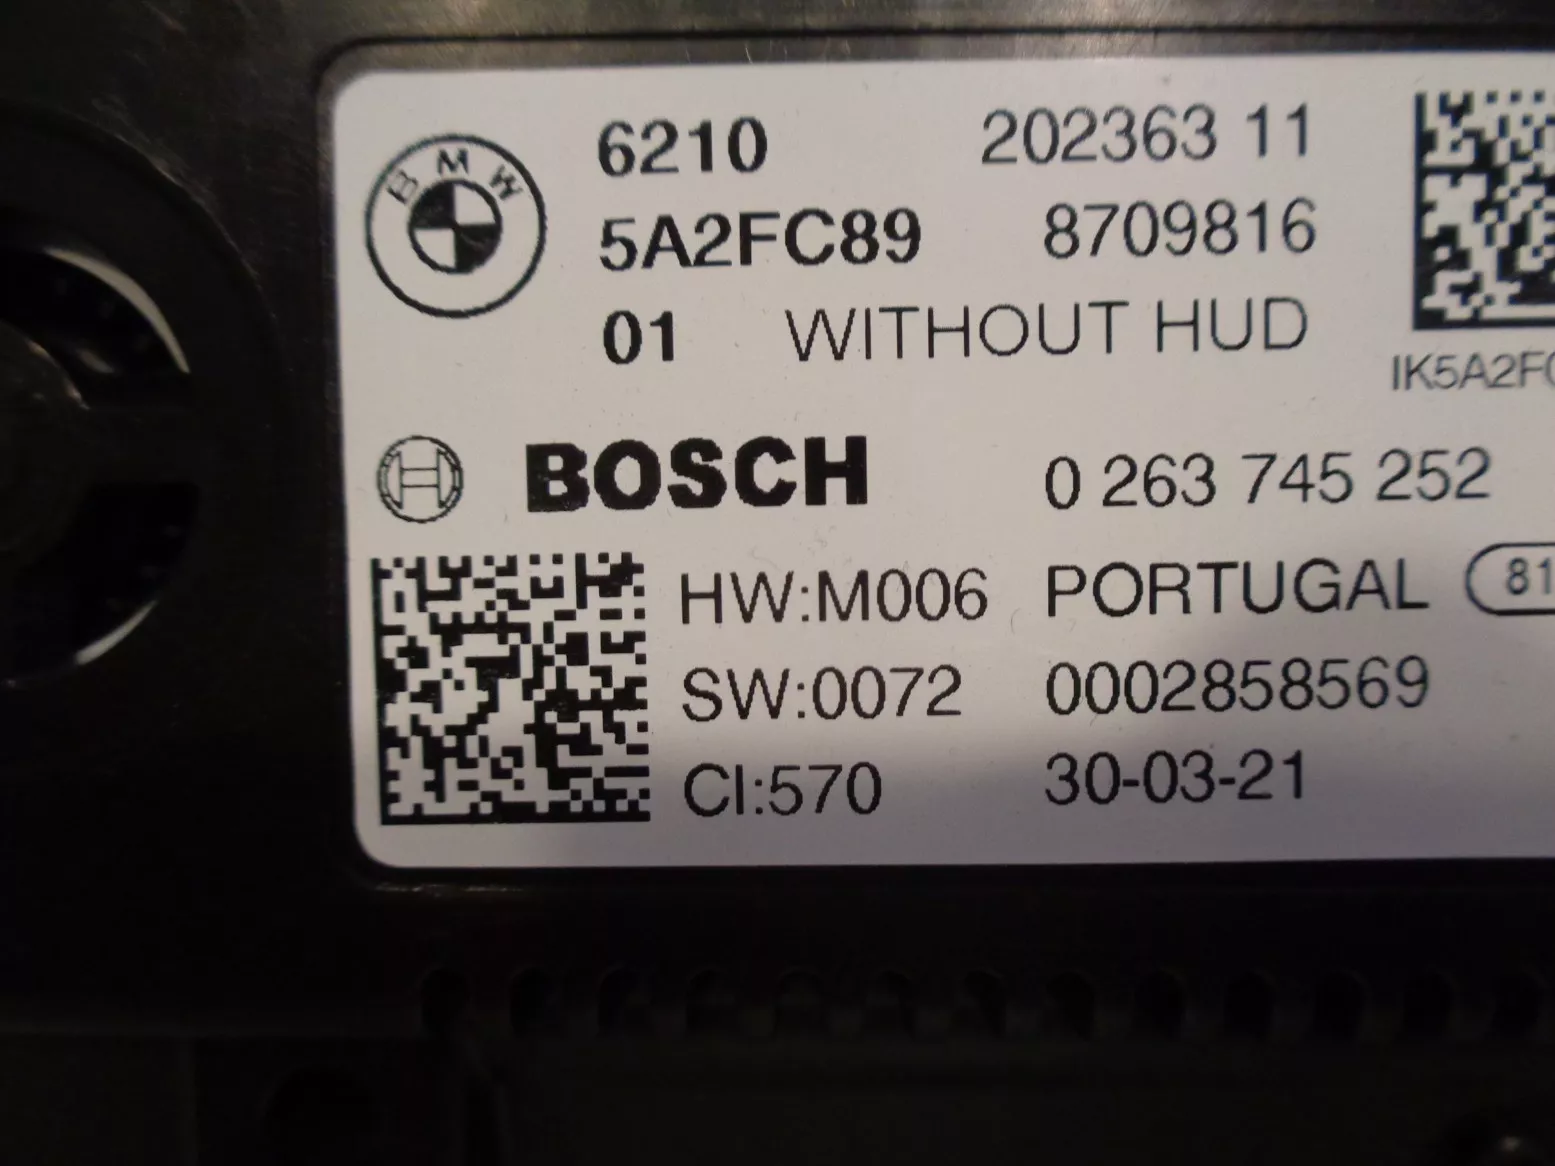 BMW
6210 202363 11
5A2FC89 8709816
01 WITHOUT HUD
IK5A2F
BOSCH 0 263 745 252
HW:M006 PORTUGAL 81
SW:0072 0002858569
CI:570 30-03-21